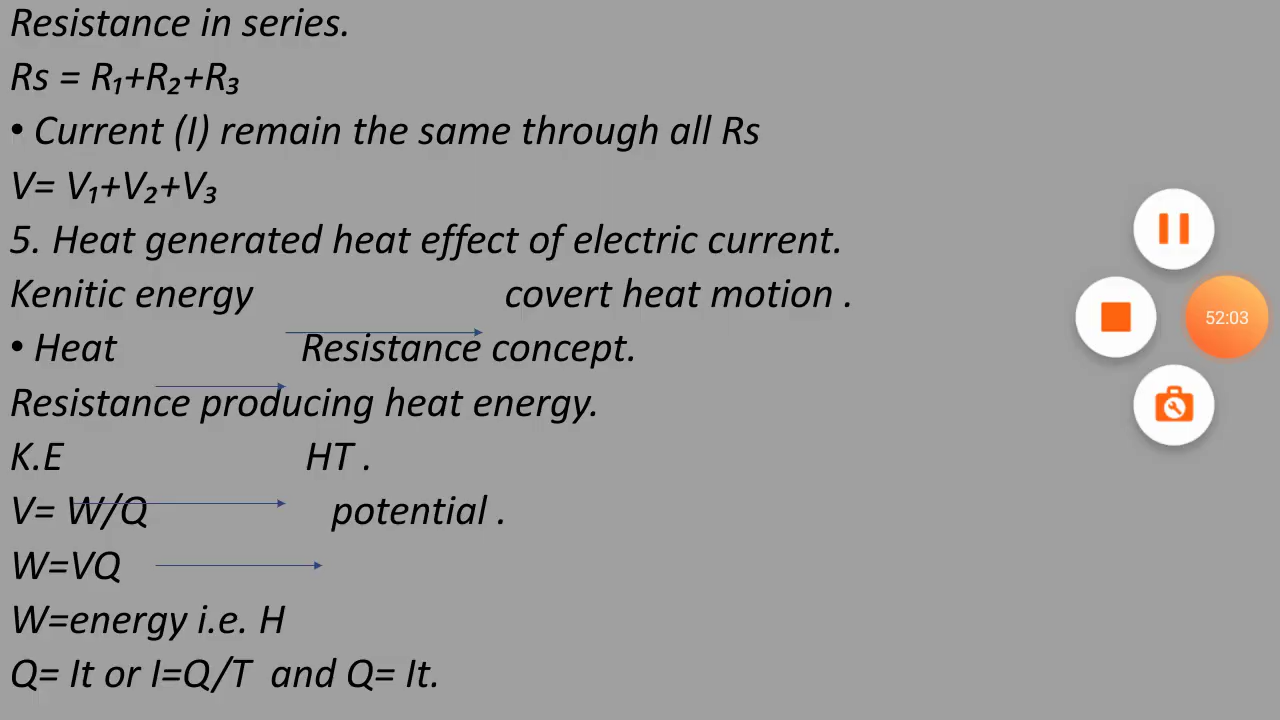 Resistance in series.
Rs = R₁+R₂+R₃
• Current (I) remain the same through all Rs
V= V₁+V₂+V₃
5. Heat generated heat effect of electric current.
Kenitic energy covert heat motion .
• Heat Resistance concept.
Resistance producing heat energy.
K.E HT .
V= W/Q potential .
W=VQ
W=energy i.e. H
Q= It or I=Q/T and Q= It.
52:03